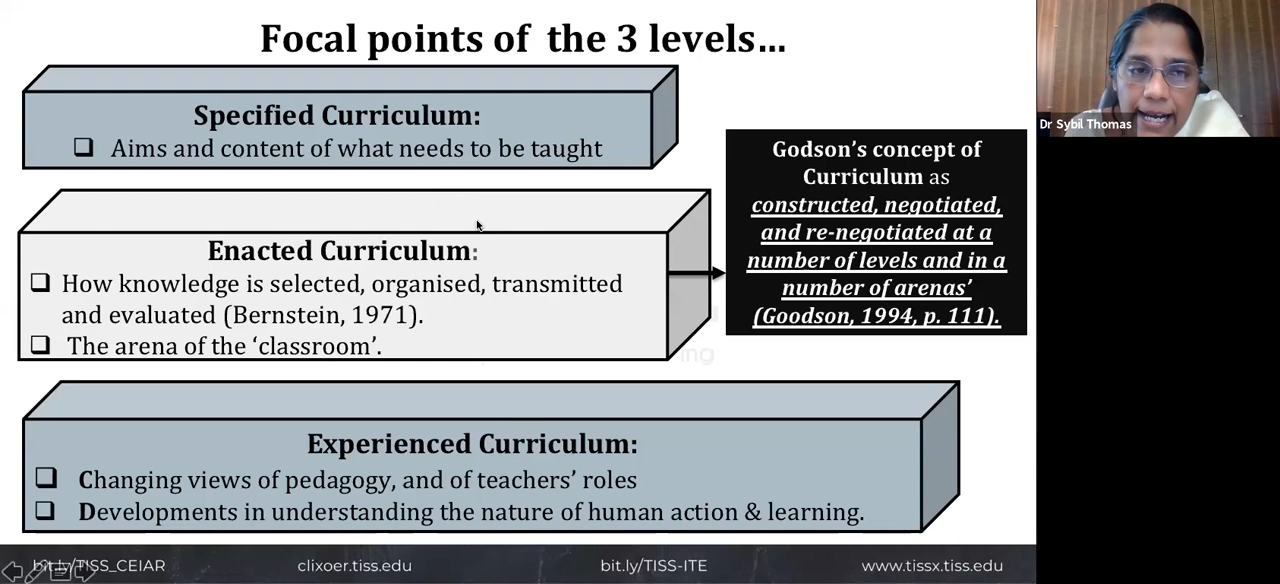 Focal points of the 3 levels...
Specified Curriculum:
Aims and content of what needs to be taught
Enacted Curriculum:
How knowledge is selected, organised, transmitted
and evaluated (Bernstein, 1971).
The arena of the ‘classroom’.
Godson’s concept of
Curriculum as
constructed, negotiated,
and re-negotiated at a
number of levels and in a
number of arenas’
(Goodson, 1994, p. 111).
Experienced Curriculum:
Changing views of pedagogy, and of teachers’ roles
Developments in understanding the nature of human action & learning.
bit.ly/TISS_CEIAR
clixoer.tiss.edu
bit.ly/TISS-ITE
www.tissx.tiss.edu
Dr Sybil Thomas